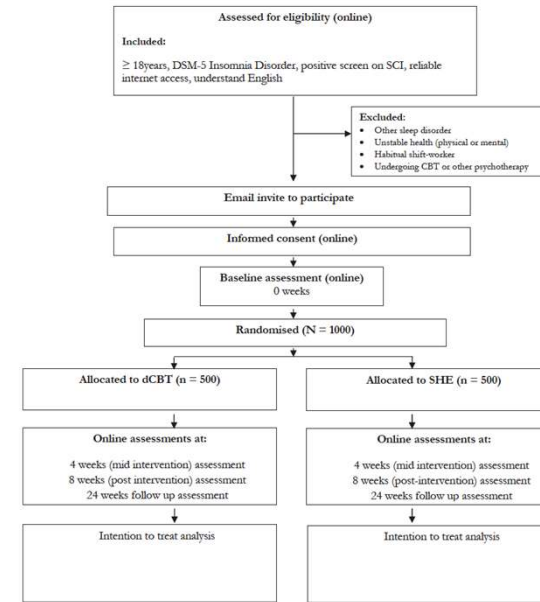 Assessed for eligibility (online)
Included:
≥ 18years, DSM-5 Insomnia Disorder, positive screen on SCI, reliable
internet access, understand English
Excluded:
• Other sleep disorder
• Unstable health (physical or mental)
• Habitual shift-worker
• Undergoing CBT or other psychotherapy
Email invite to participate
Informed consent (online)
Baseline assessment (online)
0 weeks
Randomised (N = 1000)
Allocated to dCBT (n = 500)
Allocated to SHE (n = 500)
Online assessments at:
4 weeks (mid intervention) assessment
8 weeks (post intervention) assessment
24 weeks follow up assessment
Online assessments at:
4 weeks (mid intervention) assessment
8 weeks (post-intervention) assessment
24 weeks follow up assessment
Intention to treat analysis
Intention to treat analysis